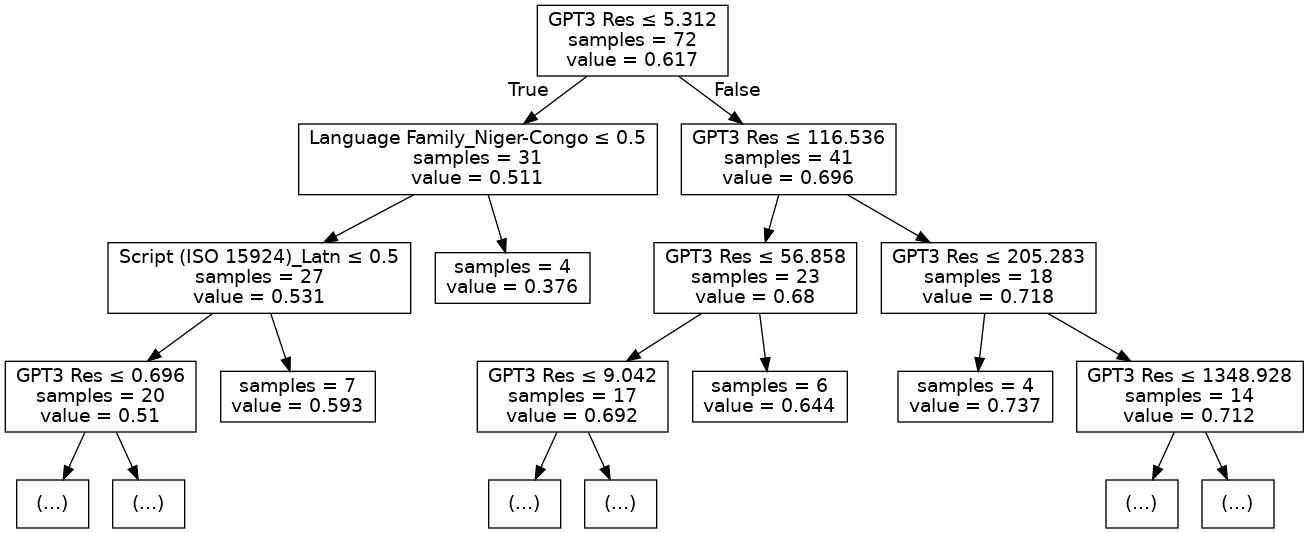 GPT3 Res ≤ 5.312
samples = 72
value = 0.617
True
False
Language Family_Niger-Congo ≤ 0.5
samples = 31
value = 0.511
GPT3 Res ≤ 116.536
samples = 41
value = 0.696
Script (ISO 15924)_Latn ≤ 0.5
samples = 27
value = 0.531
samples = 4
value = 0.376
GPT3 Res ≤ 56.858
samples = 23
value = 0.68
GPT3 Res ≤ 205.283
samples = 18
value = 0.718
GPT3 Res ≤ 0.696
samples = 20
value = 0.51
samples = 7
value = 0.593
GPT3 Res ≤ 9.042
samples = 17
value = 0.692
samples = 6
value = 0.644
samples = 4
value = 0.737
GPT3 Res ≤ 1348.928
samples = 14
value = 0.712
(...)
(...)
(...)
(...)
(...)
(...)